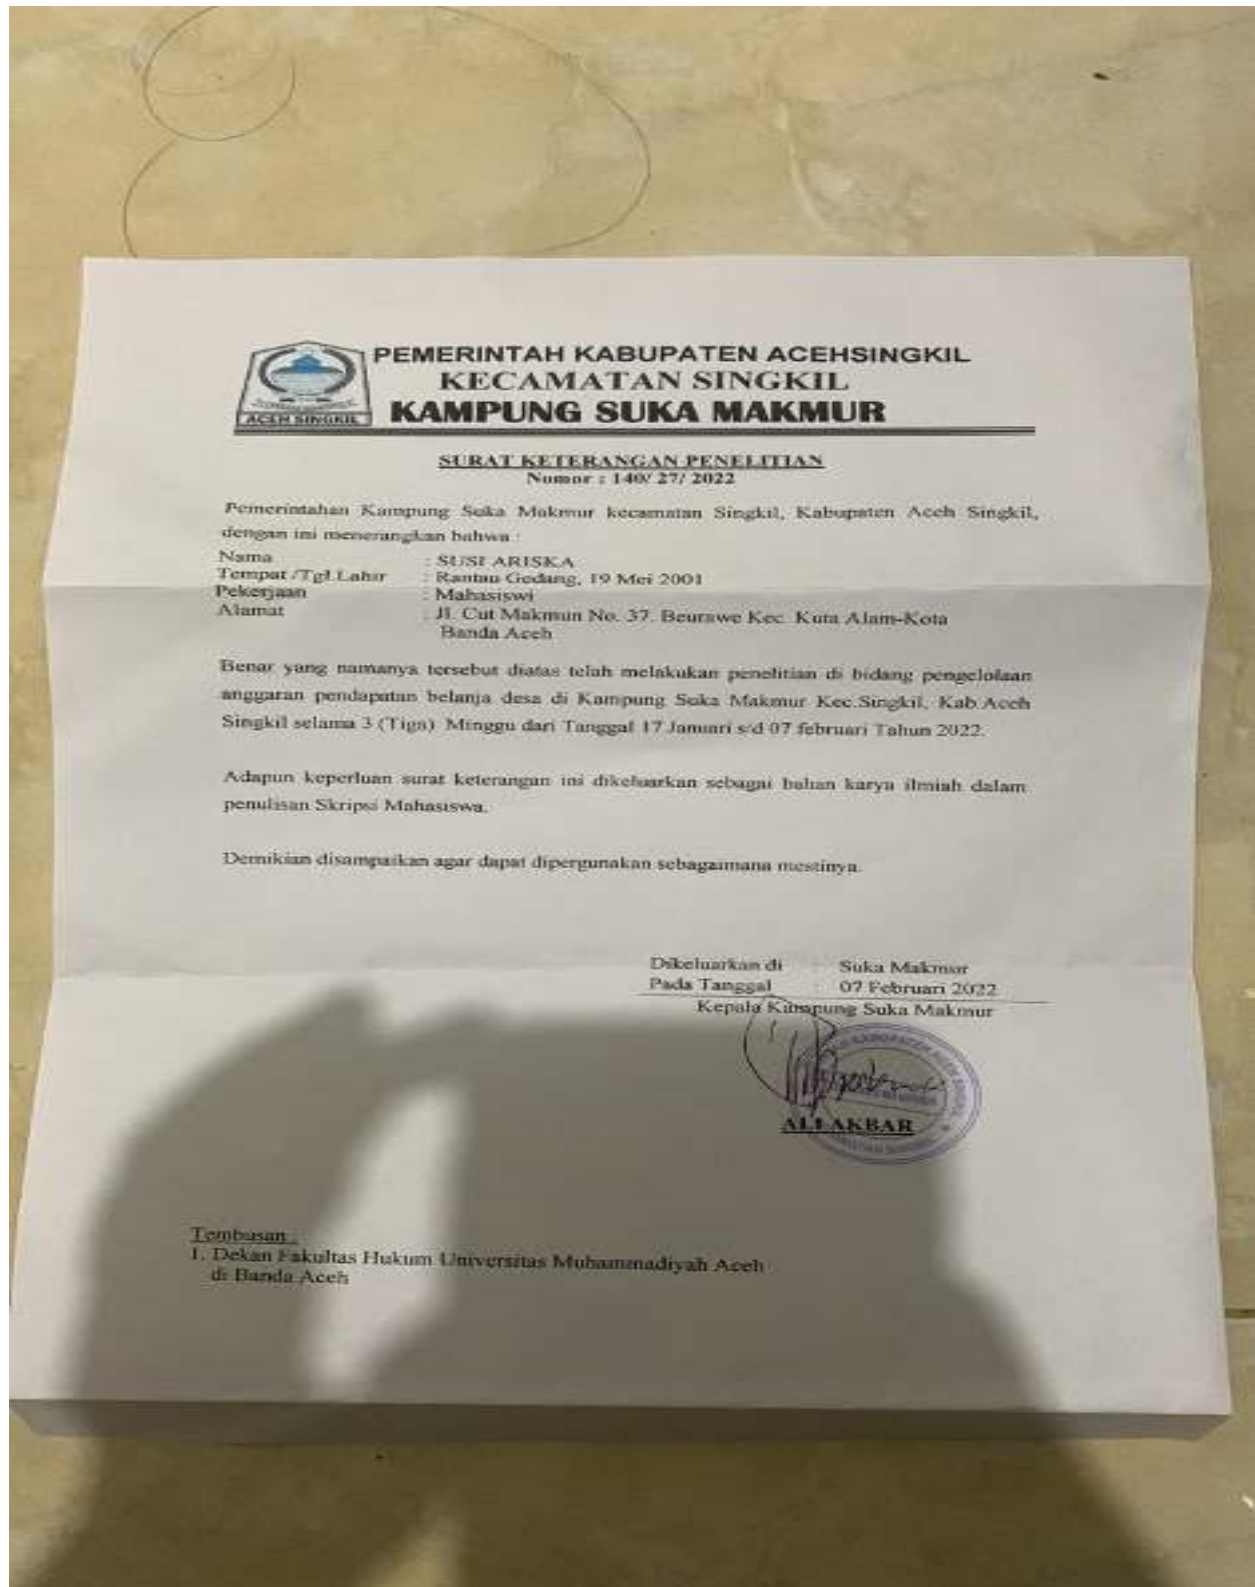 PEMERINTAH KABUPATEN ACEHSINGKIL
KECAMATAN SINGKIL
KAMPUNG SUKA MAKMUR
ACEH SINGKIL
SURAT KETERANGAN PENELITIAN
Nomor : 140/ 27/ 2022
Pemerintahan Kampung Suka Makmur kecamatan Singkil, Kabupaten Aceh Singkil,
dengan ini menerangkan bahwa :
Nama : SUSI ARISKA
Tempat /Tgl.Lahir : Rantau Gedang, 19 Mei 2001
Pekerjaan : Mahasiswi
Alamat : Jl. Cut Makmun No. 37. Beurawe Kec. Kuta Alam-Kota
Banda Aceh
Benar yang namanya tersebut diatas telah melakukan penelitian di bidang pengelolaan
anggaran pendapatan belanja desa di Kampung Suka Makmur Kec.Singkil, Kab.Aceh
Singkil selama 3 (Tiga) Minggu dari Tanggal 17 Januari s/d 07 februari Tahun 2022.
Adapun keperluan surat keterangan ini dikeluarkan sebagai bahan karya ilmiah dalam
penulisan Skripsi Mahasiswa.
Demikian disampaikan agar dapat dipergunakan sebagaimana mestinya.
Dikeluarkan di : Suka Makmur
Pada Tanggal : 07 Februari 2022
Kepala Kampung Suka Makmur
ALI AKBAR
Tembusan :
1. Dekan Fakultas Hukum Universitas Muhammadiyah Aceh
di Banda Aceh